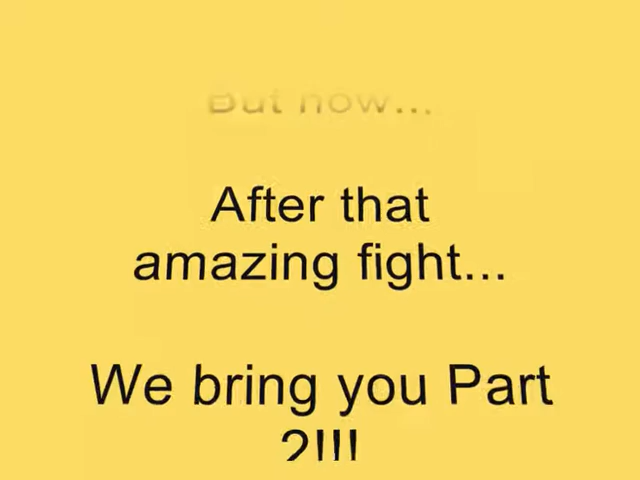 But now...
After that
amazing fight...
We bring you Part
2!!!